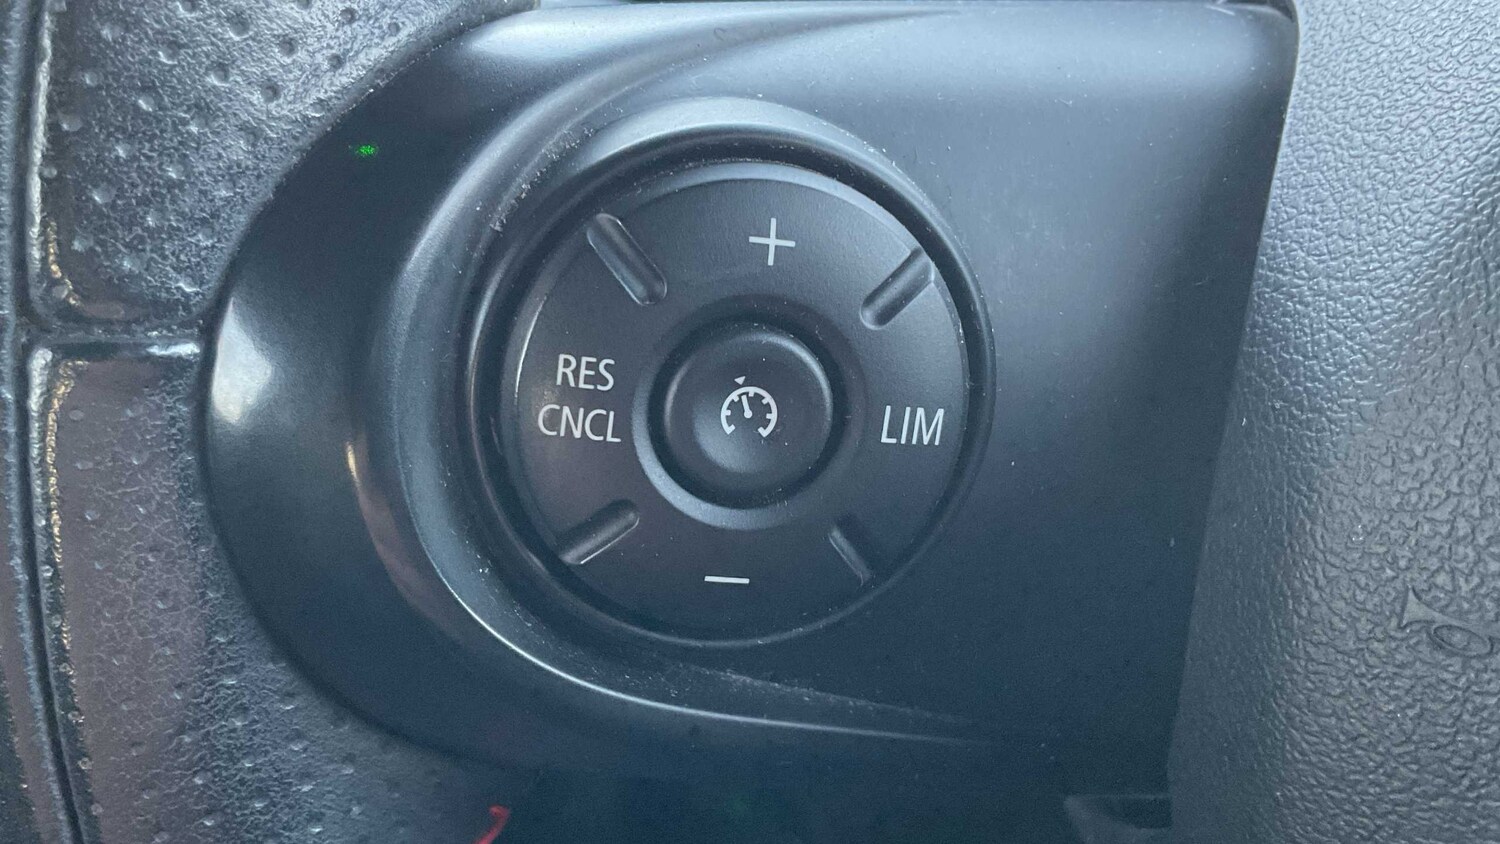 +
RES
CNCL
LIM
–